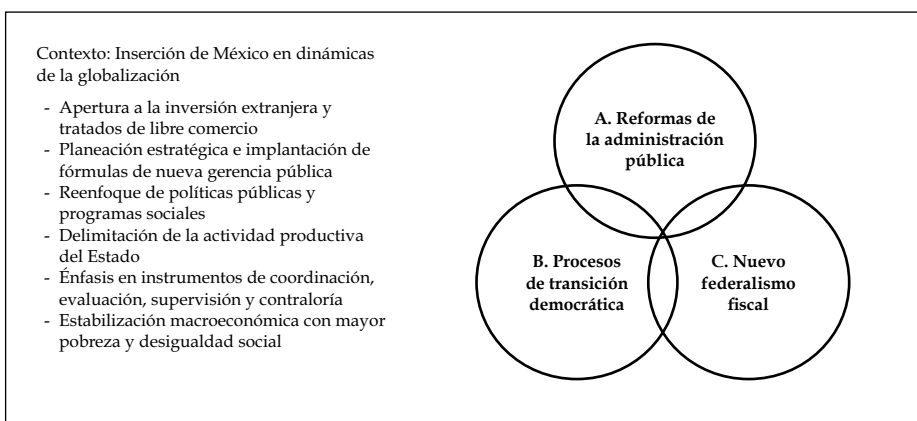 Contexto: Inserción de México en dinámicas
de la globalización
- Apertura a la inversión extranjera y
tratados de libre comercio
- Planeación estratégica e implantación de
fórmulas de nueva gerencia pública
- Reenfoque de políticas públicas y
programas sociales
- Delimitación de la actividad productiva
del Estado
- Énfasis en instrumentos de coordinación,
evaluación, supervisión y contraloría
- Estabilización macroeconómica con mayor
pobreza y desigualdad social
A. Reformas de
la administración
pública
B. Procesos
de transición
democrática
C. Nuevo
federalismo
fiscal